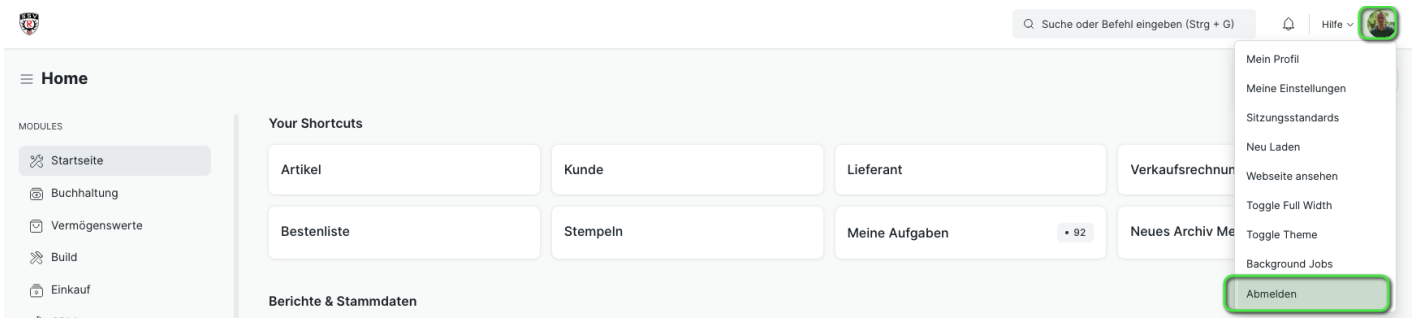 SSV
R
Suche oder Befehl eingeben (Strg + G)
Hilfe
Home
MODULES
Startseite
Buchhaltung
Vermögenswerte
Build
Einkauf
Your Shortcuts
Artikel
Kunde
Lieferant
Verkaufsrechnun
Bestenliste
Stempeln
Meine Aufgaben
• 92
Neues Archiv Me
Berichte & Stammdaten
Mein Profil
Meine Einstellungen
Sitzungsstandards
Neu Laden
Webseite ansehen
Toggle Full Width
Toggle Theme
Background Jobs
Abmelden